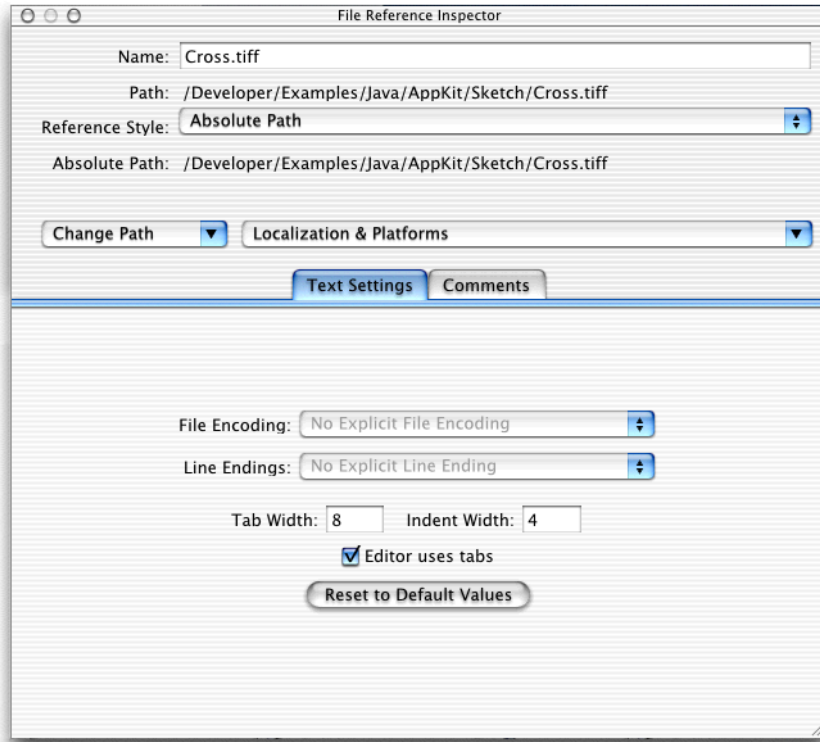 File Reference Inspector
Name: Cross.tiff
Path: /Developer/Examples/Java/AppKit/Sketch/Cross.tiff
Reference Style: Absolute Path
Absolute Path: /Developer/Examples/Java/AppKit/Sketch/Cross.tiff
Change Path Localization & Platforms
Text Settings Comments
File Encoding: No Explicit File Encoding
Line Endings: No Explicit Line Ending
Tab Width: 8 Indent Width: 4
Editor uses tabs
Reset to Default Values